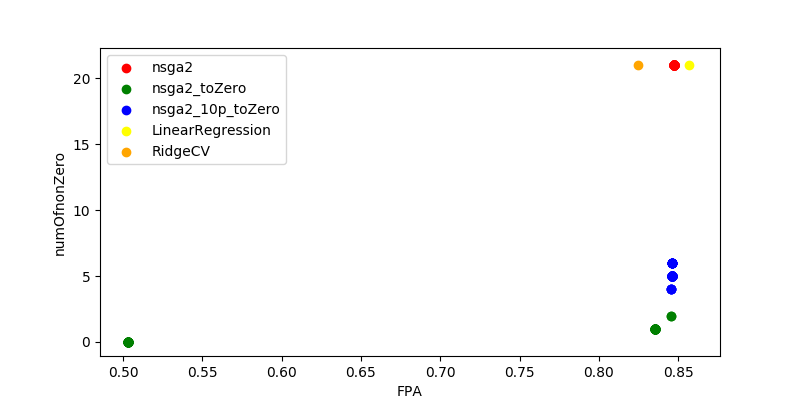 nsga2
nsga2_toZero
nsga2_10p_toZero
LinearRegression
RidgeCV
numOfnonZero
20
15
10
5
0
0.50 0.55 0.60 0.65 0.70 0.75 0.80 0.85
FPA